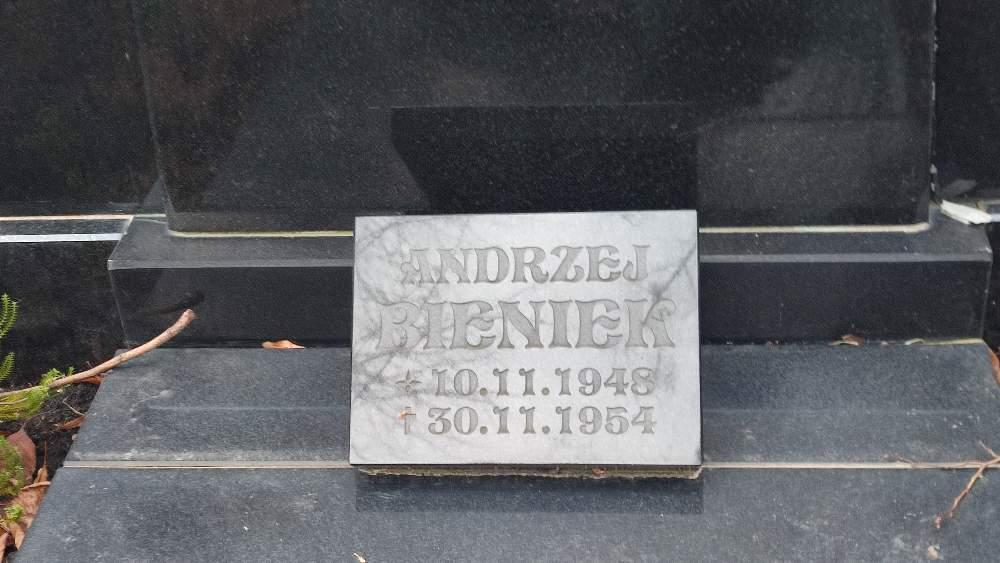 ANDRZEJ
BIENIEK
✧ 10.11.1948
† 30.11.1954